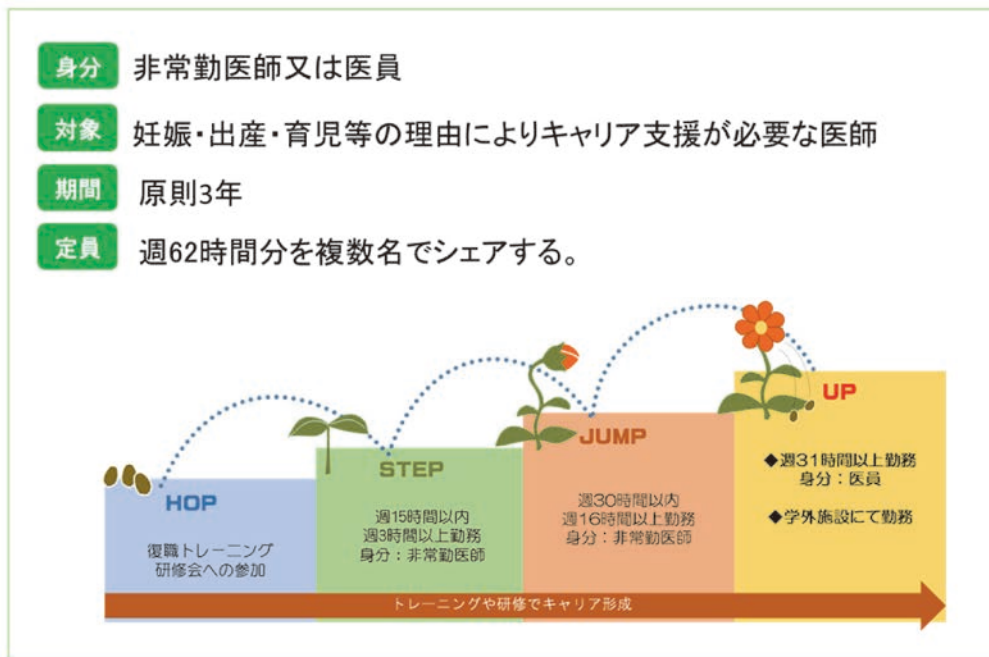 身分 非常勤医師又は医員
対象 妊娠・出産・育児等の理由によりキャリア支援が必要な医師
期間 原則3年
定員 週62時間分を複数名でシェアする。
HOP
復職トレーニング
研修会への参加
STEP
週15時間以内
週3時間以上勤務
身分：非常勤医師
JUMP
週30時間以内
週16時間以上勤務
身分：非常勤医師
UP
◆週31時間以上勤務
身分：医員
◆学外施設にて勤務
トレーニングや研修でキャリア形成